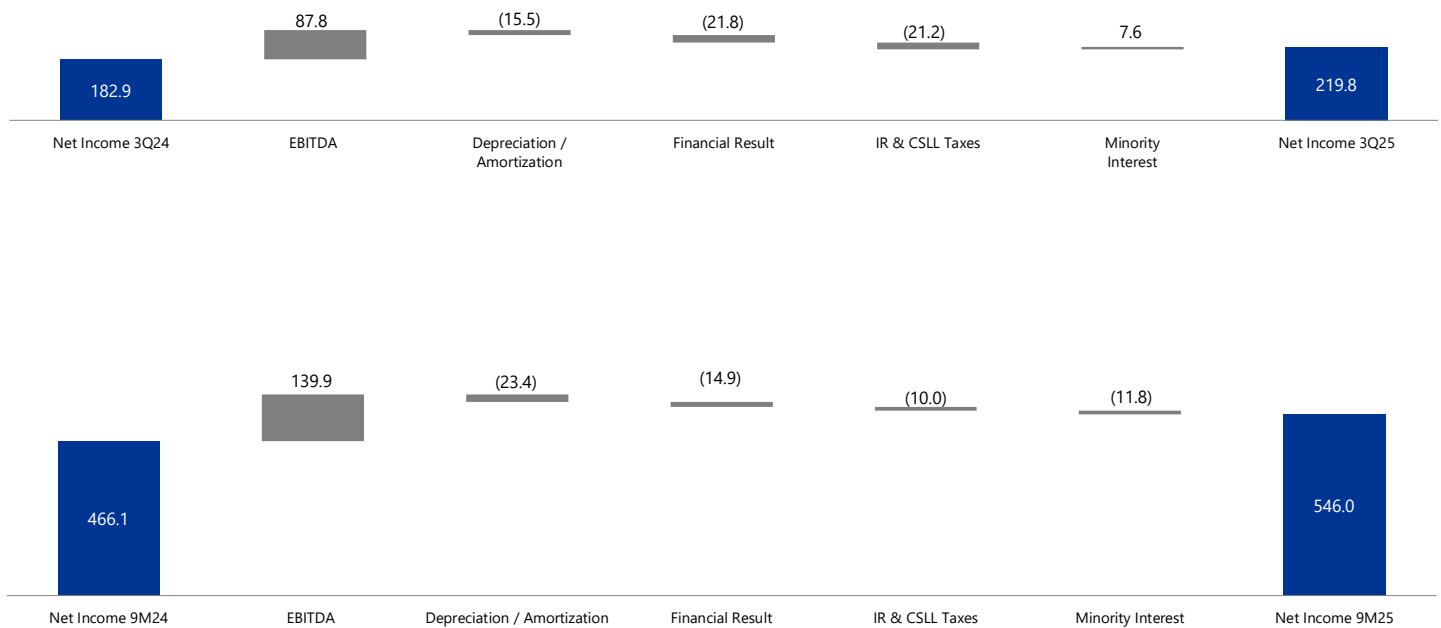 87.8
(15.5)
(21.8)
(21.2)
7.6
182.9
219.8
Net Income 3Q24
EBITDA
Depreciation /
Amortization
Financial Result
IR & CSLL Taxes
Minority
Interest
Net Income 3Q25
139.9
(23.4)
(14.9)
(10.0)
(11.8)
466.1
546.0
Net Income 9M24
EBITDA
Depreciation / Amortization
Financial Result
IR & CSLL Taxes
Minority Interest
Net Income 9M25